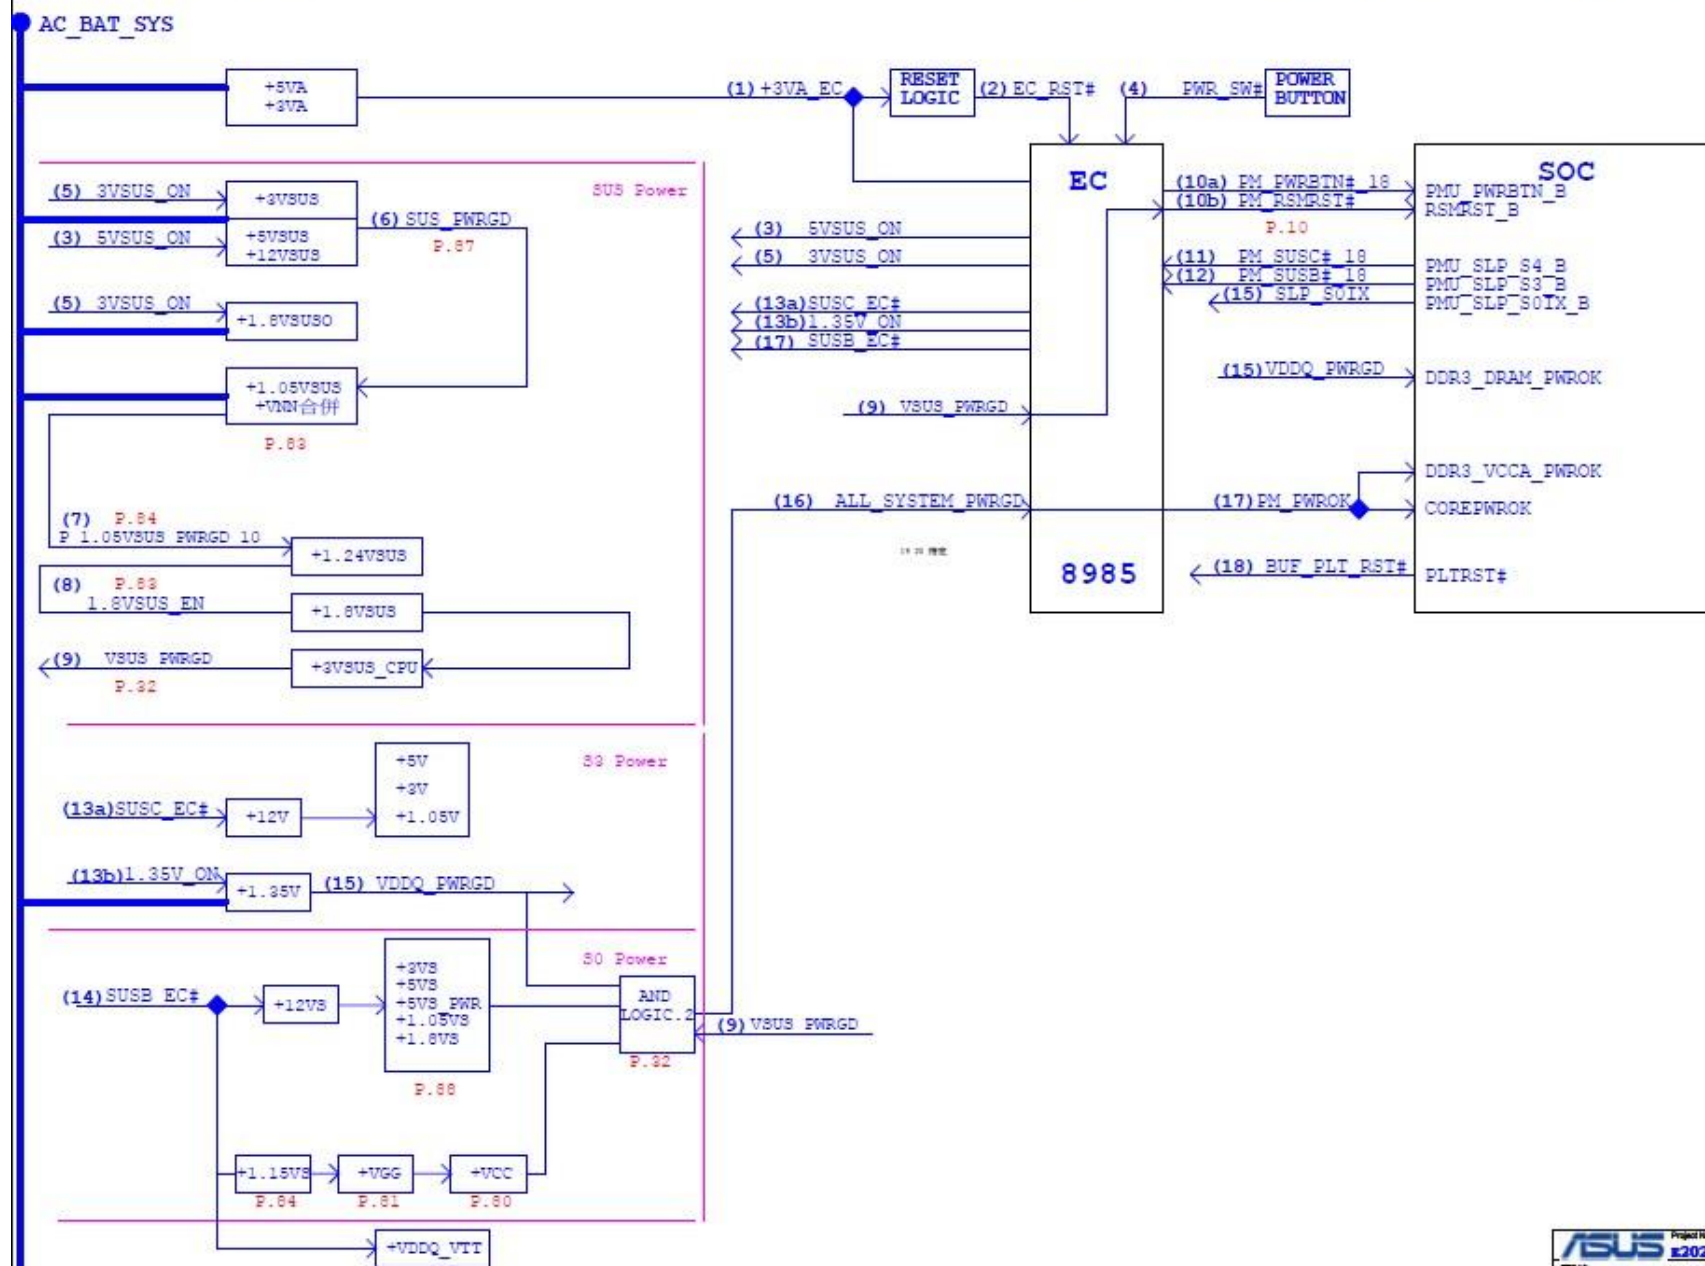 AC_BAT_SYS
+5VA
+3VA
(1) +3VA_EC
RESET
LOGIC
(2) EC_RST#
(4) PWR_SW#
POWER
BUTTON
SUS Power
(5) 3VSUS_ON
+3VSUS
(3) 5VSUS_ON
+5VSUS
+12VSUS
(6) SUS_PWRGD
P.87
(5) 3VSUS_ON
+1.8VSUSO
+1.05VSUS
+VNN合併
P.83
(7) P.84
P_1.05VSUS_PWRGD_10
+1.24VSUS
(8) P.83
1.8VSUS_EN
+1.8VSUS
(9) VSUS_PWRGD
+3VSUS_CPU
P.32
EC
8985
(3) 5VSUS_ON
(5) 3VSUS_ON
(13a)SUSC_EC#
(13b)1.35V_ON
(17) SUSB_EC#
(9) VSUS_PWRGD
(16) ALL_SYSTEM_PWRGD
(10a) PM_PWRBTN#_18
(10b) PM_RSMRST#
P.10
(11) PM_SUSC#_18
(12) PM_SUSB#_18
(15) SLP_S0IX
(15)VDDQ_PWRGD
(17)PM_PWROK
(18) BUF_PLT_RST#
SOC
PMU_PWRBTN_B
RSMRST_B
PMU_SLP_S4_B
PMU_SLP_S3_B
PMU_SLP_S0IX_B
DDR3_DRAM_PWROK
DDR3_VCCA_PWROK
COREPWROK
PLTRST#
S3 Power
+5V
+3V
+1.05V
(13a)SUSC_EC#
+12V
(13b)1.35V_ON
+1.35V
(15) VDDQ_PWRGD
S0 Power
+3VS
+5VS
+5VS_PWR
+1.05VS
+1.8VS
P.88
(14)SUSB_EC#
+12VS
AND
LOGIC.2
P.32
(9)VSUS_PWRGD
+1.15VS
P.84
+VGG
P.81
+VCC
P.80
+VDDQ_VTT
ASUS